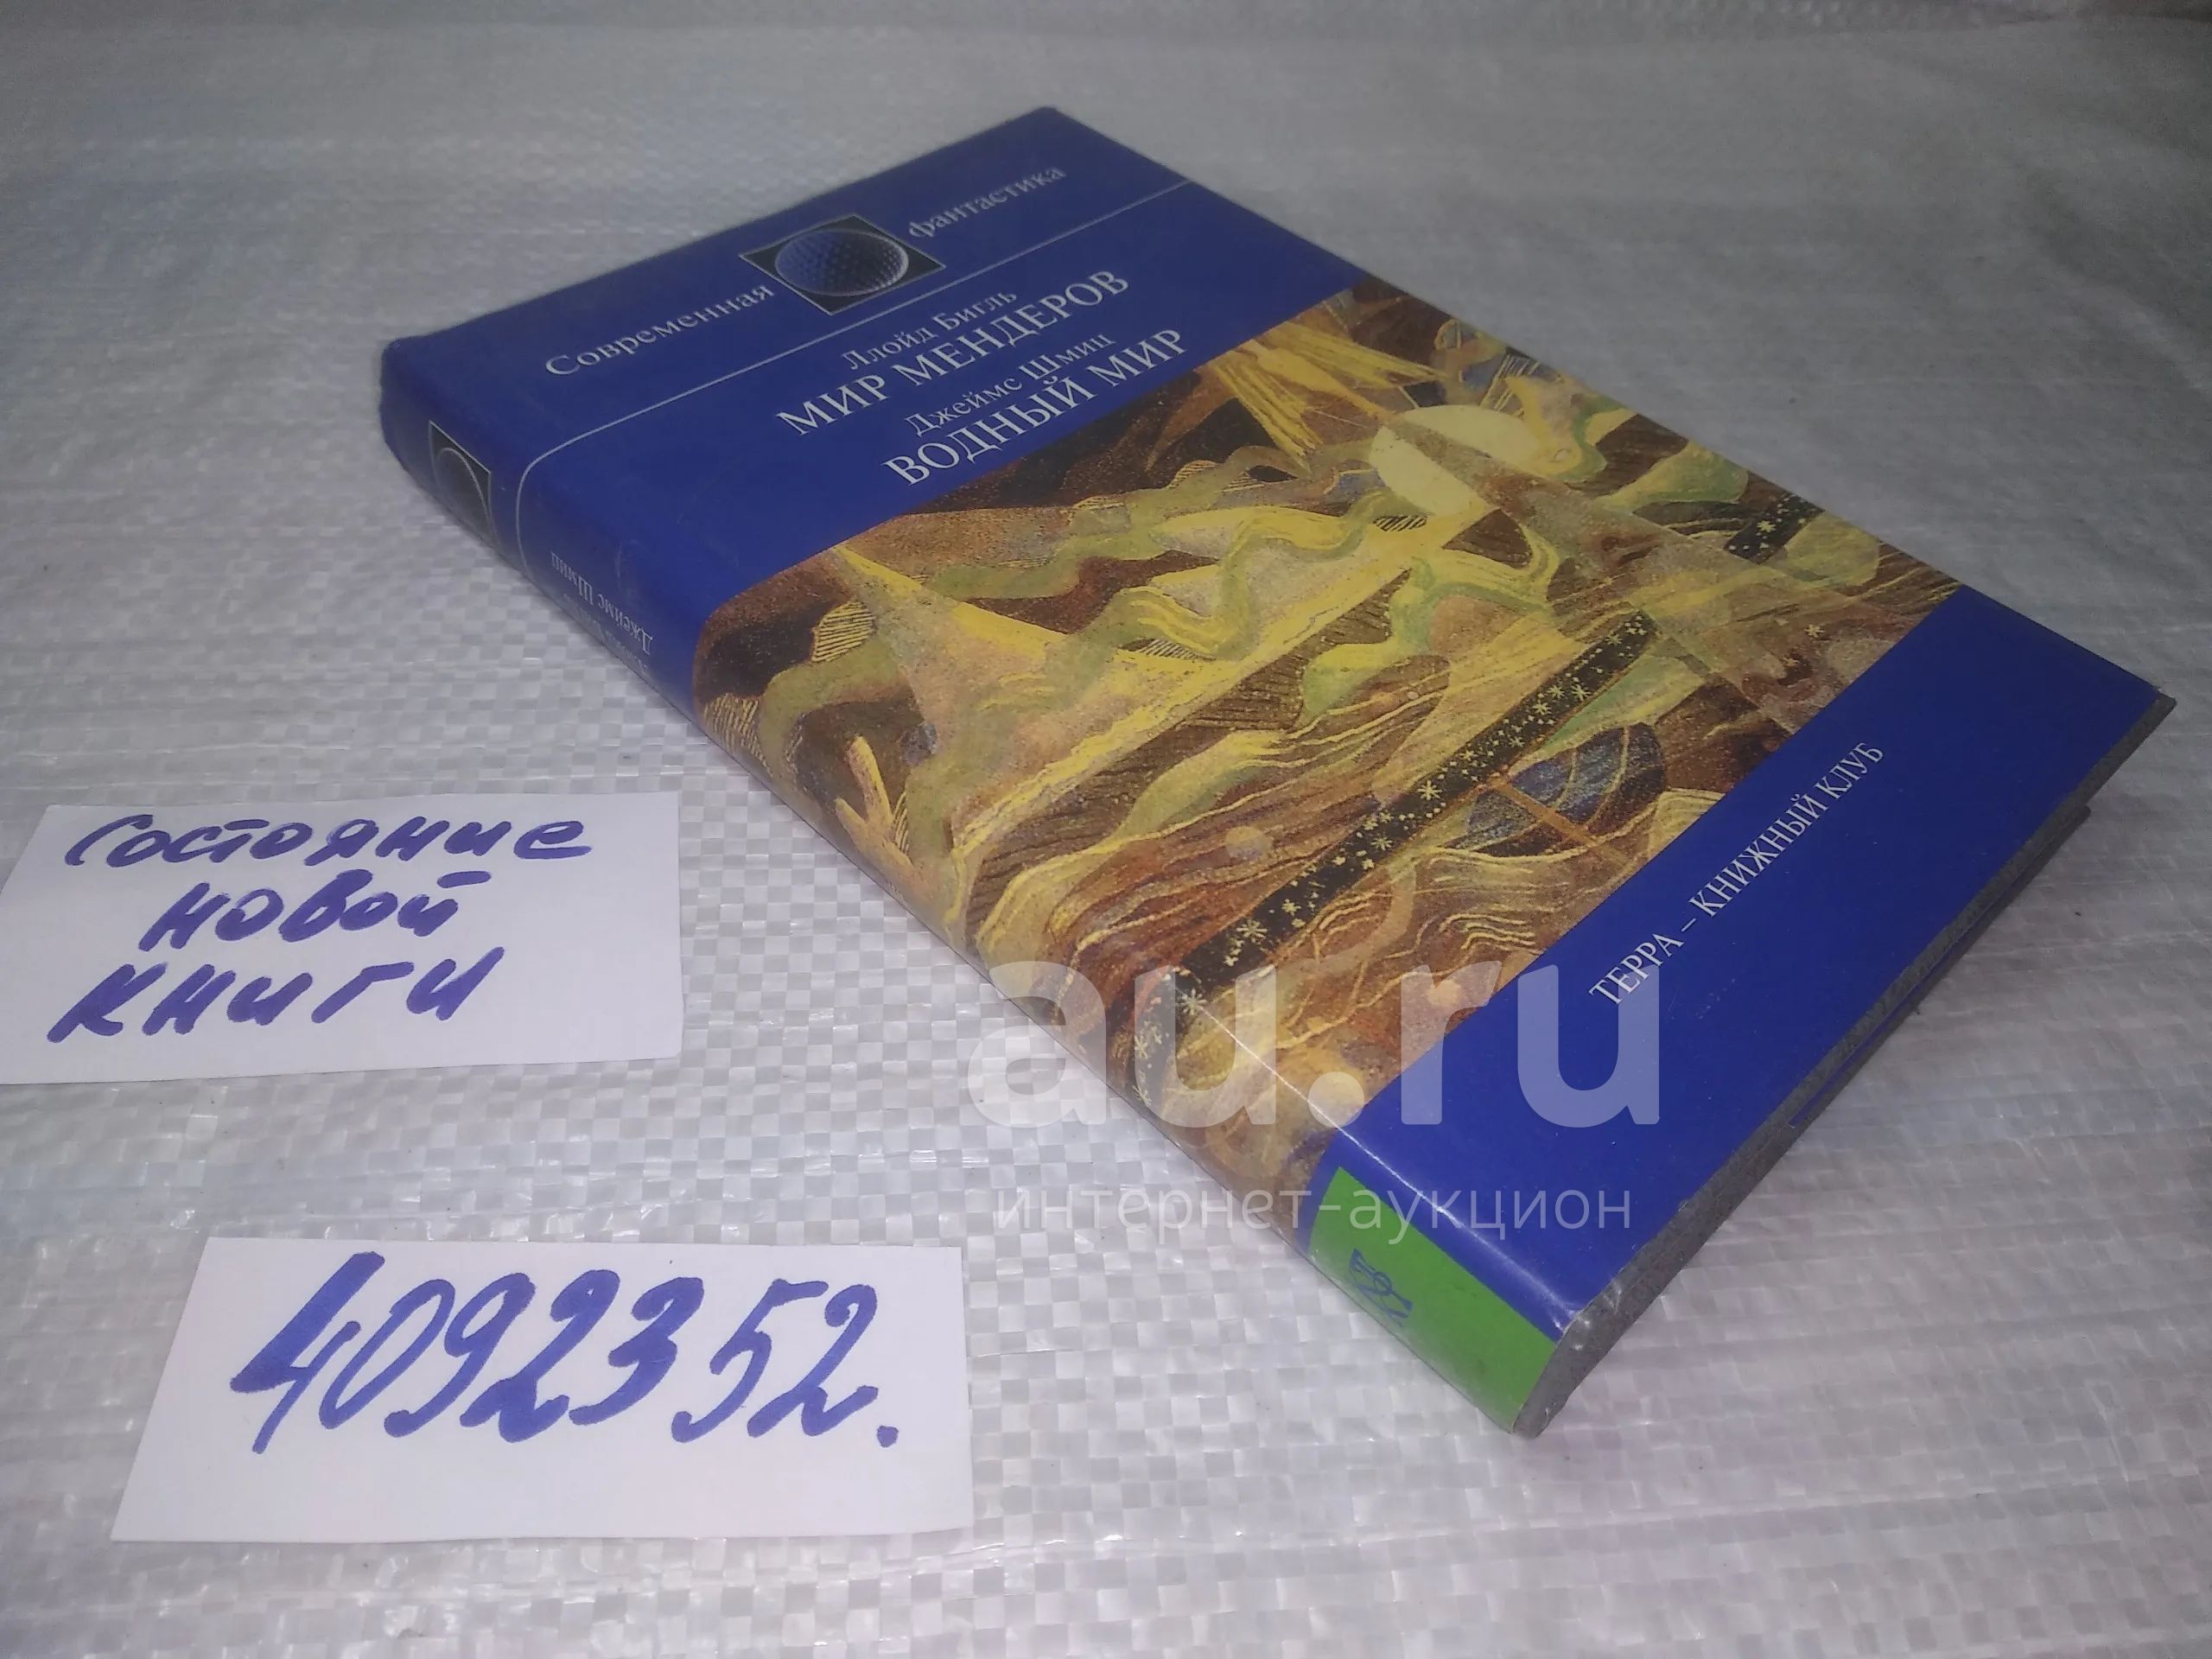 Современная фантастика
Ллойд Бигль
МИР МЕНДЕРОВ
Джеймс Шмиц
ВОДНЫЙ МИР
Джеймс Шмиц
ТЕРРА – КНИЖНЫЙ КЛУБ
Состояние
новой
книги
4092352.
au.ru
интернет-аукцион